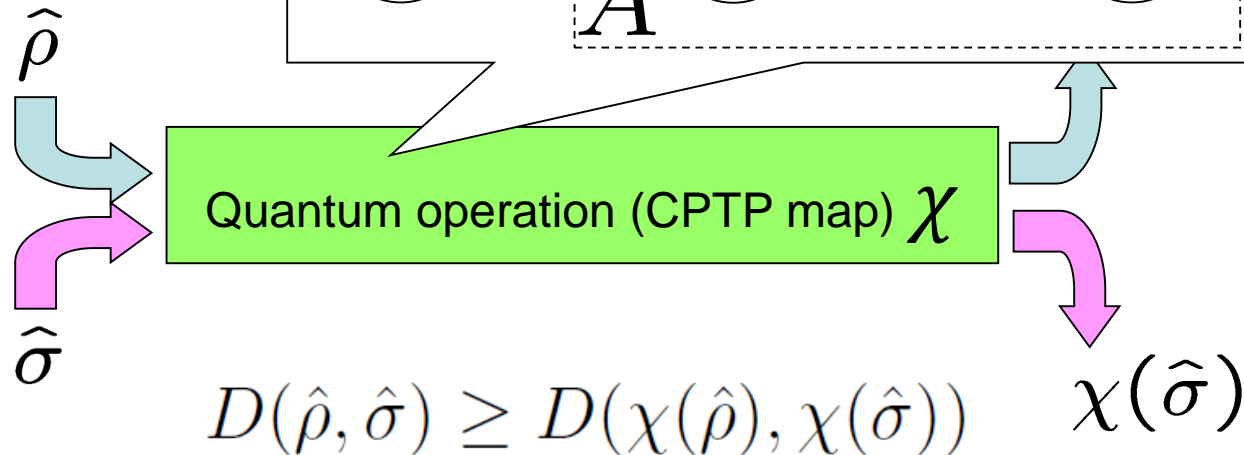 A
ρ̂
Quantum operation (CPTP map) χ
σ̂
χ(σ̂)
D(ρ̂, σ̂) ≥ D(χ(ρ̂), χ(σ̂))